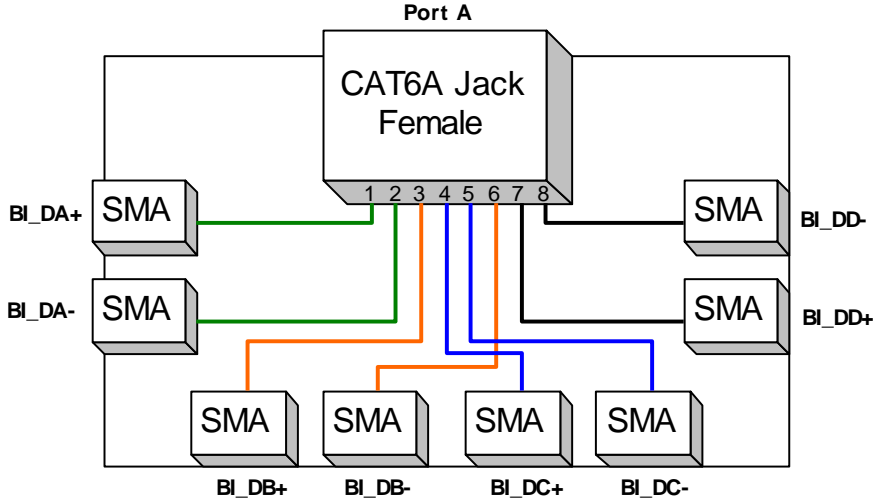 Port A
CAT6A Jack
Female
1 2 3 4 5 6 7 8
BI_DA+
SMA
SMA
BI_DD-
BI_DA-
SMA
SMA
BI_DD+
SMA
SMA
SMA
SMA
BI_DB+
BI_DB-
BI_DC+
BI_DC-